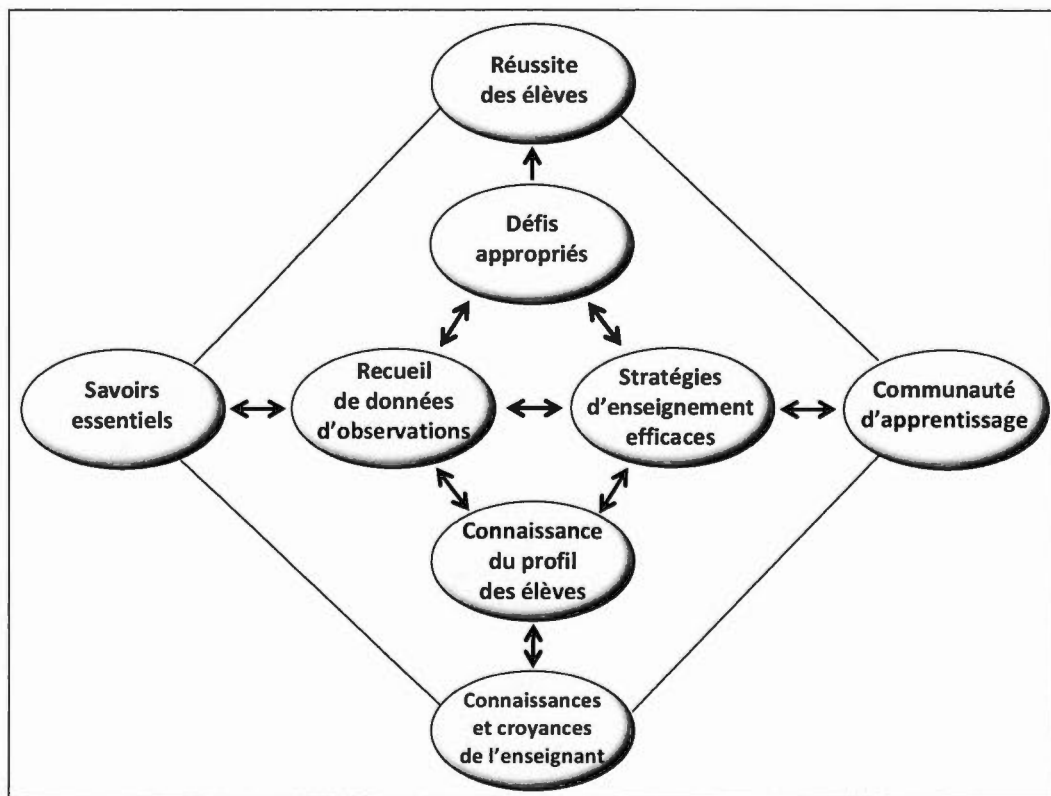 Réussite
des élèves
Défis
appropriés
Savoirs
essentiels
Recueil
de données
d'observations
Stratégies
d'enseignement
efficaces
Communauté
d'apprentissage
Connaissance
du profil
des élèves
Connaissances
et croyances
de l'enseignant